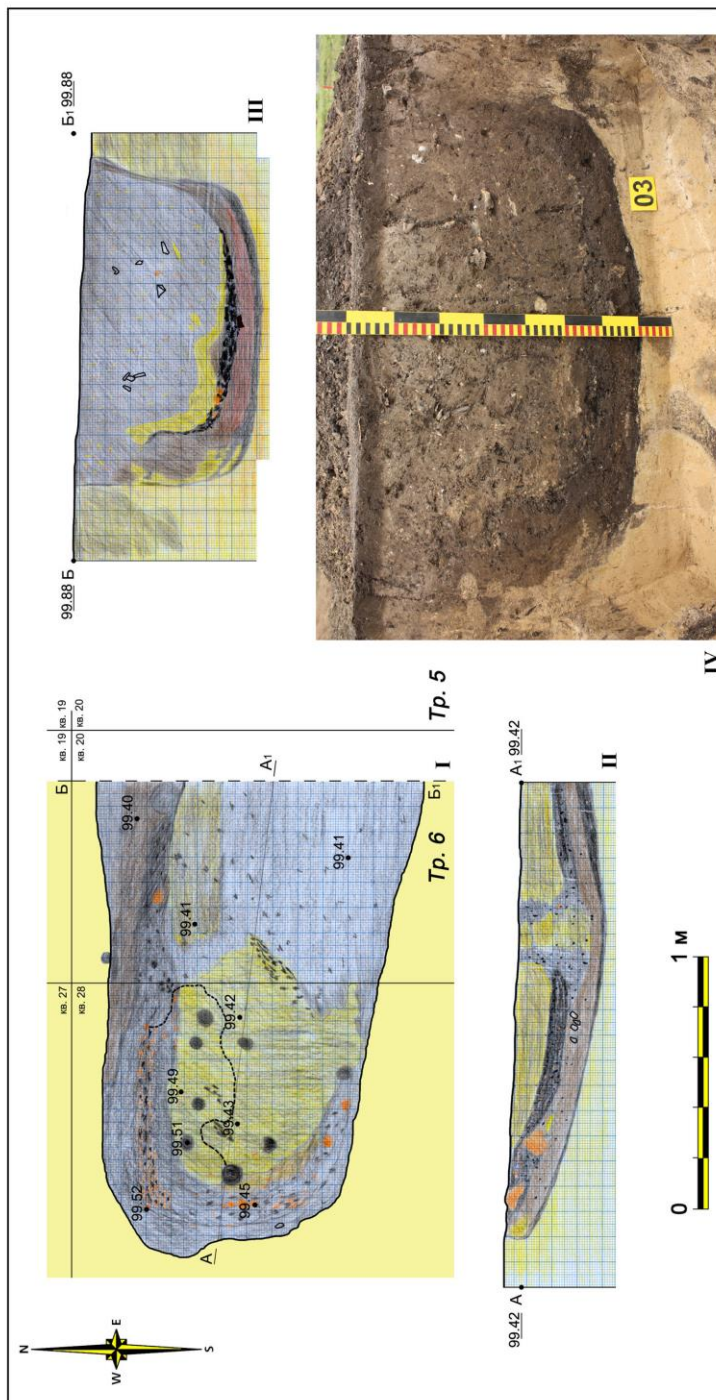 N
W E
S
кв. 27
кв. 28
кв. 19 кв. 19
кв. 20 кв. 20
Б
99.52
99.51
99.49
99.40
99.41
99.42
99.43
99.45
99.41
А
А₁
Б₁
I
Тр. 6
Тр. 5
99.88 Б
Б₁ 99.88
III
99.42 А
А₁ 99.42
II
0
1 м
03
IV